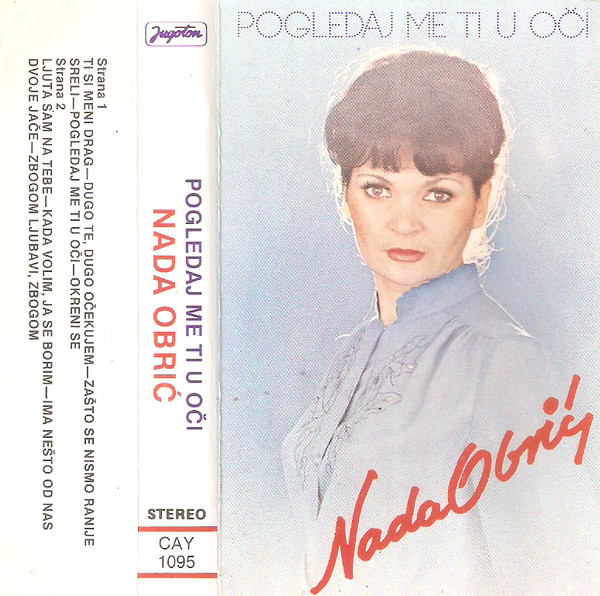 Strana 1
TI SI MENI DRAG—DUGO TE, DUGO OČEKUJEM—ZAŠTO SE NISMO RANIJE
SRELI—POGLEDAJ ME TI U OČI—OKRENI SE
Strana 2
LJUTA SAM NA TEBE—KADA VOLIM, JA SE BORIM—IMA NEŠTO OD NAS
DVOJE JAČE—ZBOGOM LJUBAVI, ZBOGOM
Jugoton
POGLEDAJ ME TI U OČI
NADA OBRIĆ
STEREO
CAY
1095
POGLEDAJ ME TI U OČI
Nada Obrić